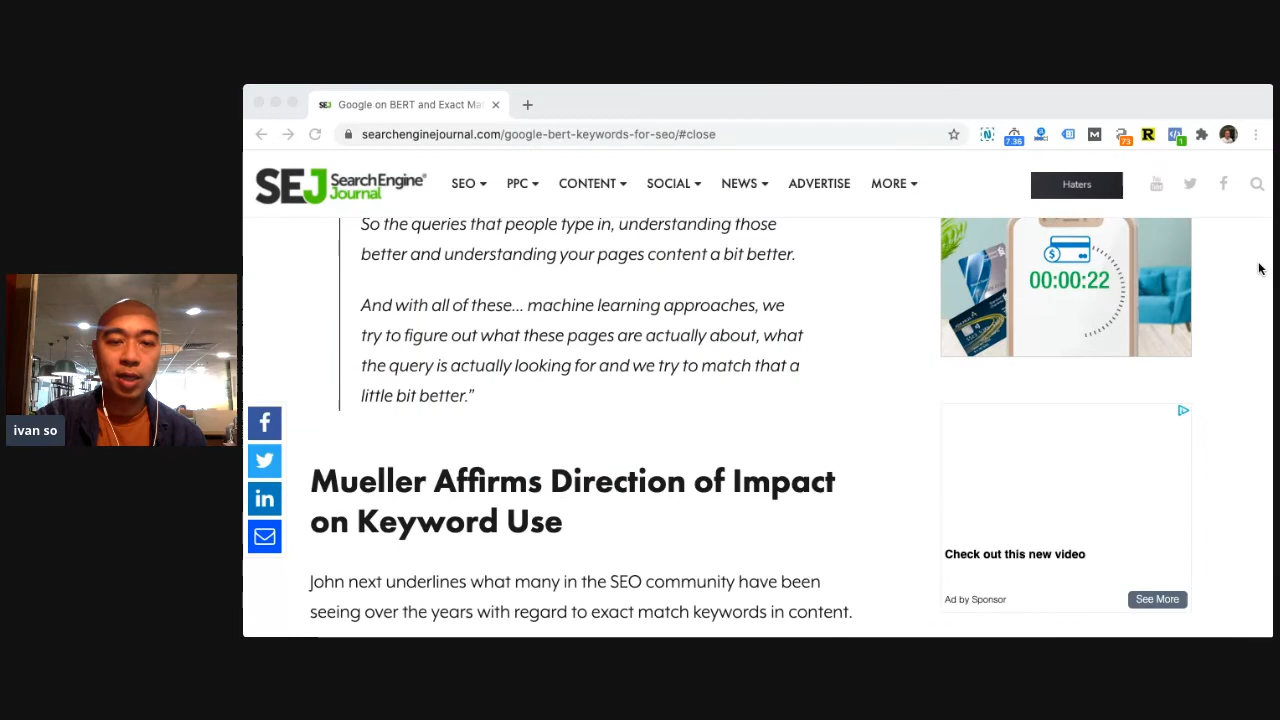 SEJ Google on BERT and Exact Ma
searchenginejournal.com/google-bert-keywords-for-seo/#close
7.36
73
R
1
SEJ Search Engine Journal
SEO
PPC
CONTENT
SOCIAL
NEWS
ADVERTISE
MORE
Haters
So the queries that people type in, understanding those
better and understanding your pages content a bit better.
And with all of these... machine learning approaches, we
try to figure out what these pages are actually about, what
the query is actually looking for and we try to match that a
little bit better.”
00:00:22
ivan so
Mueller Affirms Direction of Impact
on Keyword Use
John next underlines what many in the SEO community have been
seeing over the years with regard to exact match keywords in content.
Check out this new video
Ad by Sponsor
See More